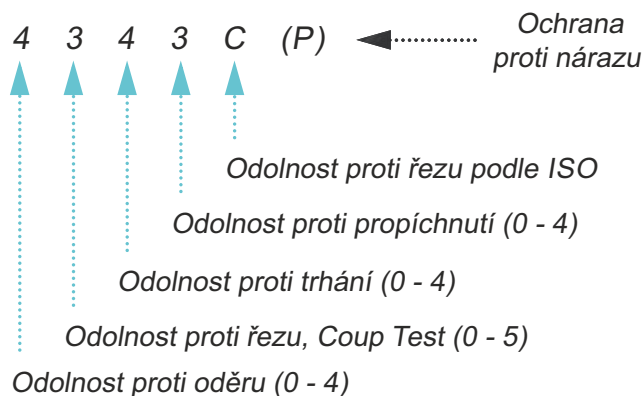 4 3 4 3 C (P)
Ochrana
proti nárazu
Odolnost proti řezu podle ISO
Odolnost proti propíchnutí (0 - 4)
Odolnost proti trhání (0 - 4)
Odolnost proti řezu, Coup Test (0 - 5)
Odolnost proti oděru (0 - 4)